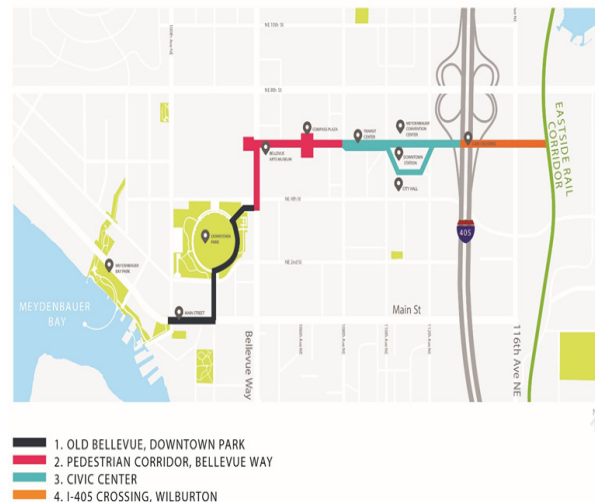 NE 10th ST
NE 8th ST
COMPASS PLAZA
TRANSIT
CENTER
MEYDENBAUER
CONVENTION
CENTER
BELLEVUE
ARTS MUSEUM
DOWNTOWN
STATION
CITY HALL
EASTSIDE RAIL
CORRIDOR
NE 4th ST
DOWNTOWN
PARK
405
NE 2nd ST
MEYDENBAUER
BAY PARK
MEYDENBAUER
BAY
MAIN STREET
Main St
Bellevue Way
116th Ave NE
1. OLD BELLEVUE, DOWNTOWN PARK
2. PEDESTRIAN CORRIDOR, BELLEVUE WAY
3. CIVIC CENTER
4. I-405 CROSSING, WILBURTON